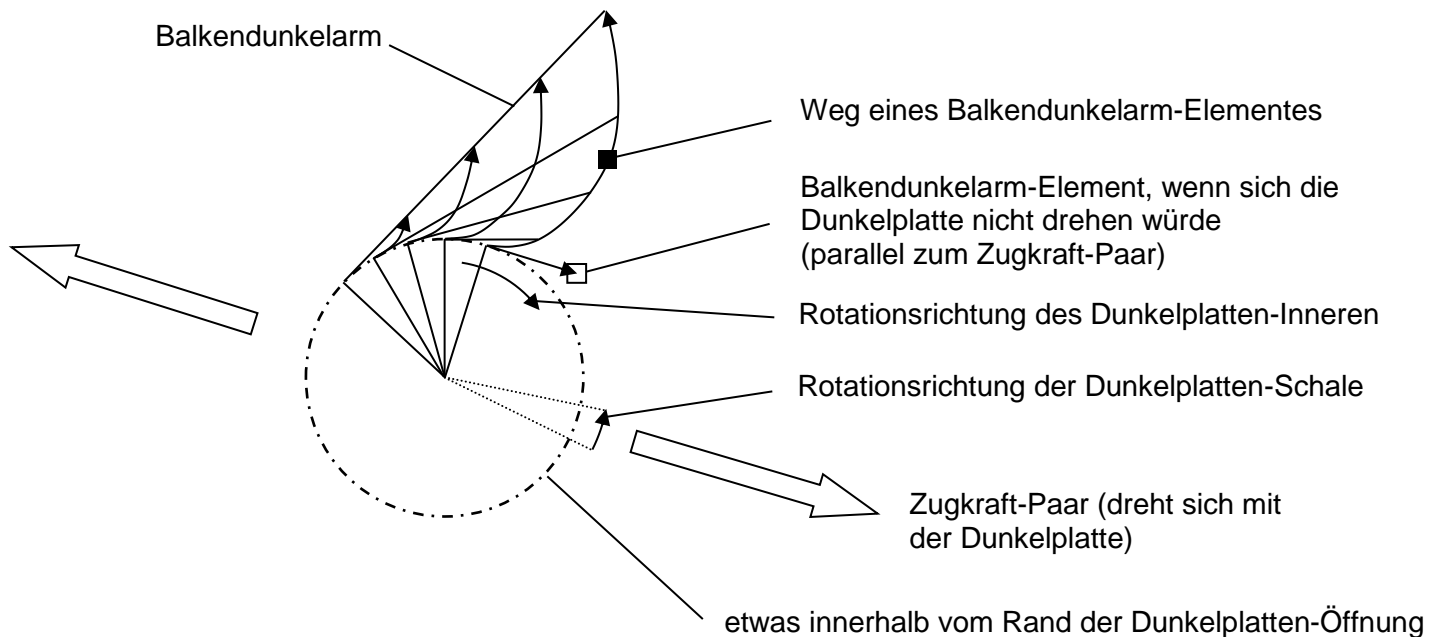 Balkendunkelarm
Weg eines Balkendunkelarm-Elementes
Balkendunkelarm-Element, wenn sich die
Dunkelplatte nicht drehen würde
(parallel zum Zugkraft-Paar)
Rotationsrichtung des Dunkelplatten-Inneren
Rotationsrichtung der Dunkelplatten-Schale
Zugkraft-Paar (dreht sich mit
der Dunkelplatte)
etwas innerhalb vom Rand der Dunkelplatten-Öffnung